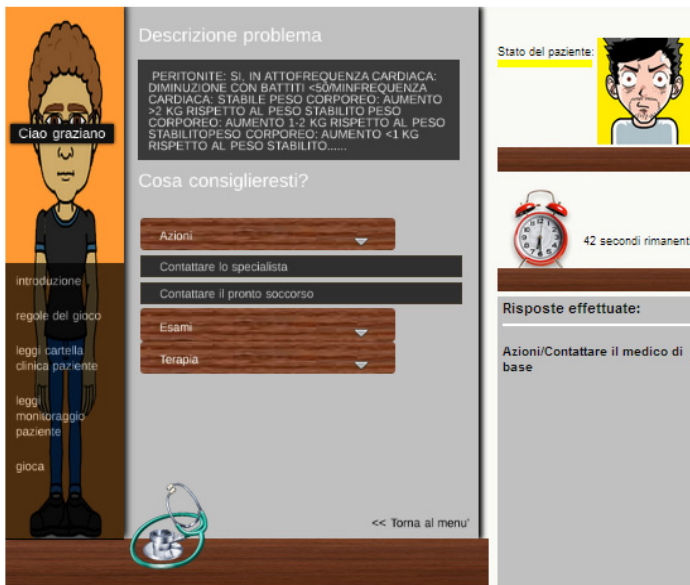 Descrizione problema
PERITONITE: SI, IN ATTOFREQUENZA CARDIACA:
DIMINUZIONE CON BATTITI <50/MINFREQUENZA
CARDIACA: STABILE PESO CORPOREO: AUMENTO
>2 KG RISPETTO AL PESO STABILITO PESO
CORPOREO: AUMENTO 1-2 KG RISPETTO AL PESO
STABILITOPESO CORPOREO: AUMENTO <1 KG
RISPETTO AL PESO STABILITO......
Ciao graziano
Cosa consiglieresti?
Azioni
Contattare lo specialista
Contattare il pronto soccorso
Esami
Terapia
introduzione
regole del gioco
leggi cartella
clinica paziente
leggi
monitoraggio
paziente
gioca
<< Torna al menu'
Stato del paziente:
42 secondi rimanent
Risposte effettuate:
Azioni/Contattare il medico di
base